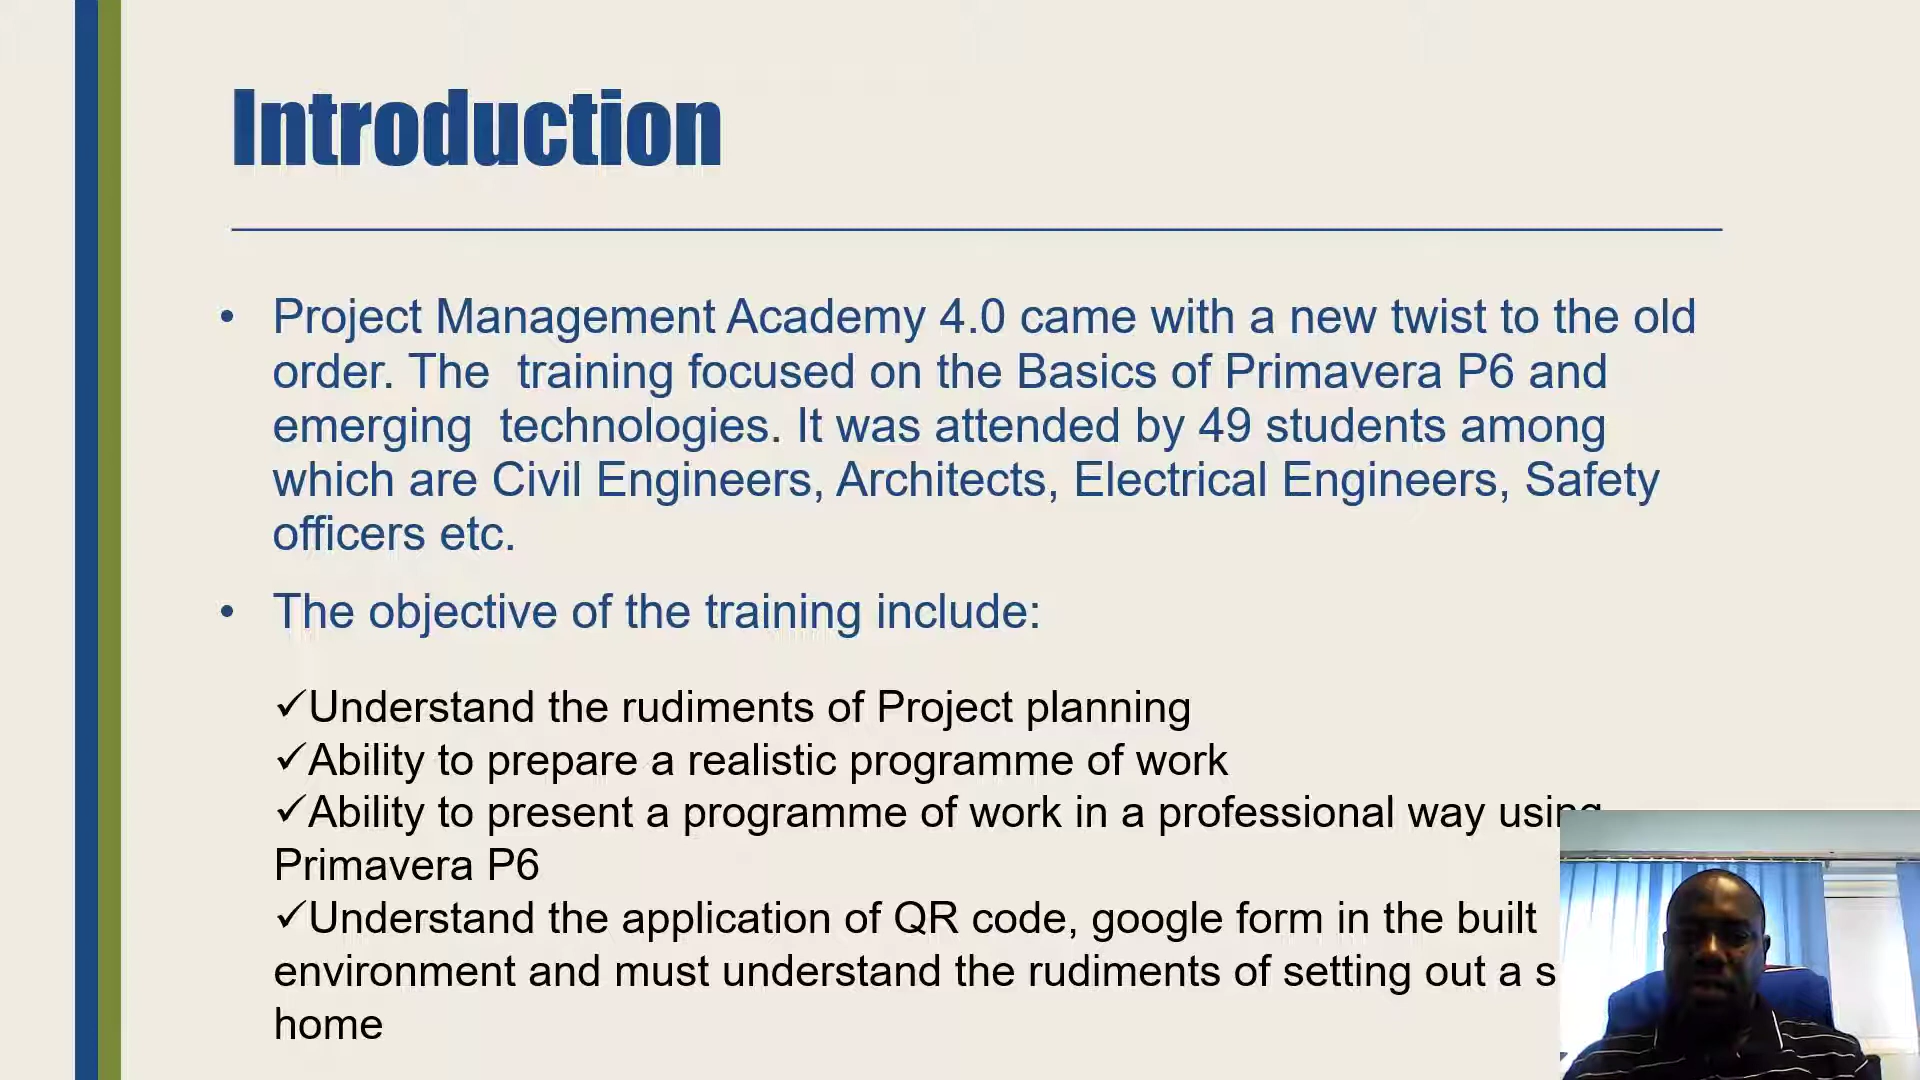 Introduction
• Project Management Academy 4.0 came with a new twist to the old
order. The training focused on the Basics of Primavera P6 and
emerging technologies. It was attended by 49 students among
which are Civil Engineers, Architects, Electrical Engineers, Safety
officers etc.
• The objective of the training include:
✓Understand the rudiments of Project planning
✓Ability to prepare a realistic programme of work
✓Ability to present a programme of work in a professional way using
Primavera P6
✓Understand the application of QR code, google form in the built
environment and must understand the rudiments of setting out a
home